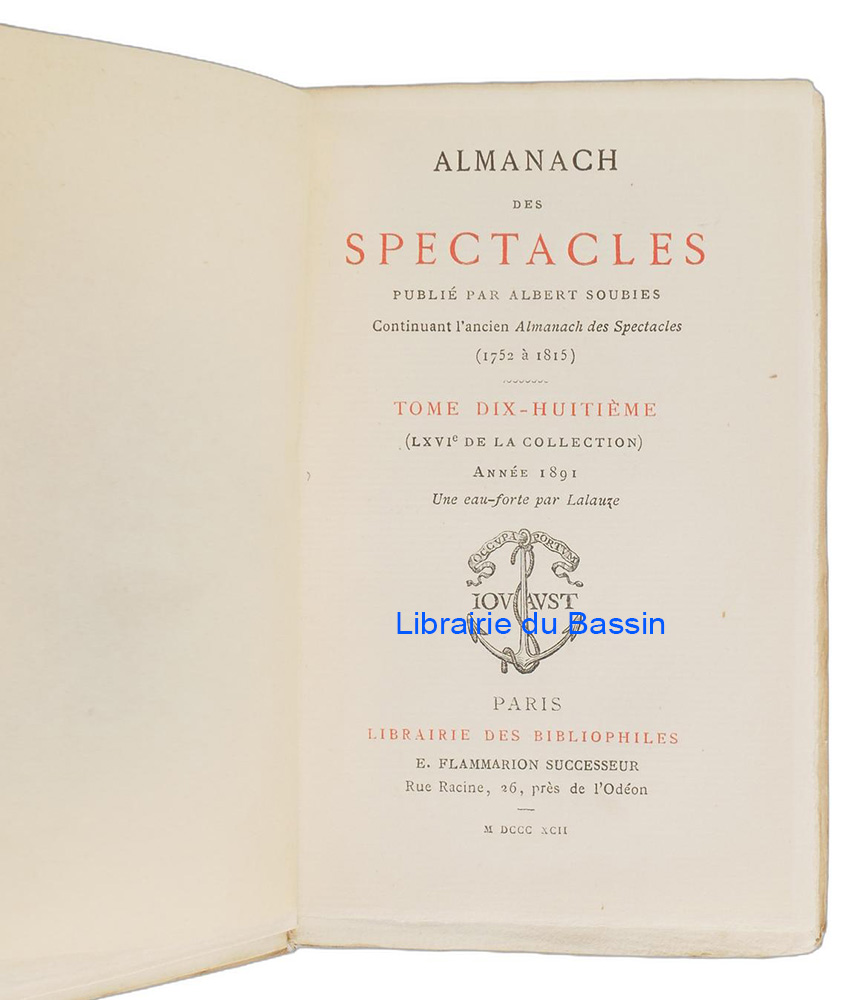 ALMANACH
DES
SPECTACLES
PUBLIÉ PAR ALBERT SOUBIES
Continuant l'ancien Almanach des Spectacles
(1752 à 1815)
TOME DIX-HUITIÈME
(LXVIe DE LA COLLECTION)
ANNÉE 1891
Une eau-forte par Lalauze
OCCUPA PORTUM
IOVAVST
Librairie du Bassin
PARIS
LIBRAIRIE DES BIBLIOPHILES
E. FLAMMARION SUCCESSEUR
Rue Racine, 26, près de l'Odéon
M DCCC XCII